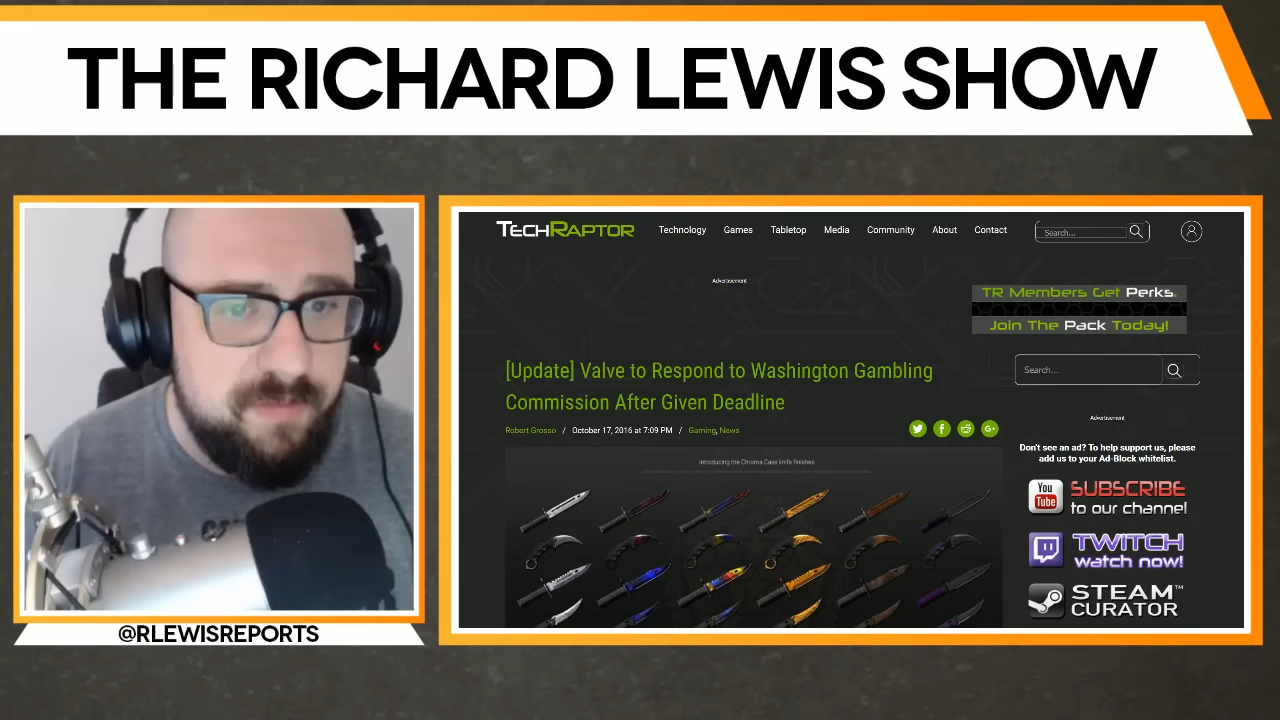 THE RICHARD LEWIS SHOW
@RLEWISREPORTS
TECHRAPTOR
Technology Games Tabletop Media Community About Contact
Search...
Advertisement
TR Members Get Perks.
Join The Pack Today!
[Update] Valve to Respond to Washington Gambling
Commission After Given Deadline
Robert Grosso / October 17, 2016 at 7:09 PM / Gaming, News
Introducing the Chroma Case knife finishes
Search...
Advertisement
Don't see an ad? To help support us, please
add us to your Ad-Block whitelist.
You
Tube
SUBSCRIBE
to our channel
TWITCH
watch now!
STEAM™
CURATOR